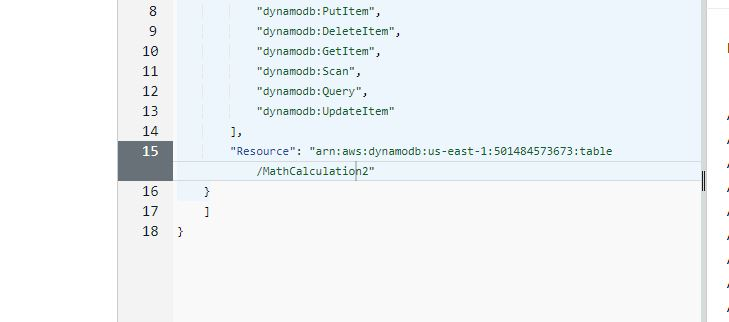 8 "dynamodb:PutItem",
9 "dynamodb:DeleteItem",
10 "dynamodb:GetItem",
11 "dynamodb:Scan",
12 "dynamodb:Query",
13 "dynamodb:UpdateItem"
14 ],
15 "Resource": "arn:aws:dynamodb:us-east-1:501484573673:table
/MathCalculation2"
16 }
17 ]
18 }